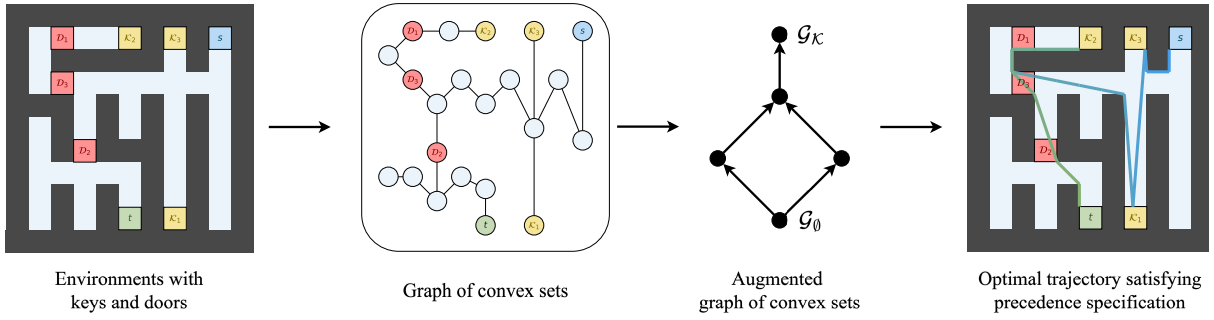 D₁ K₂ K₃ s
D₃
D₂
t K₁
Environments with
keys and doors
D₁ K₂ K₃ s
D₃
D₂
t K₁
Graph of convex sets
𝒢_𝒦
𝒢_∅
Augmented
graph of convex sets
D₁ K₂ K₃ s
D₃
D₂
t K₁
Optimal trajectory satisfying
precedence specification